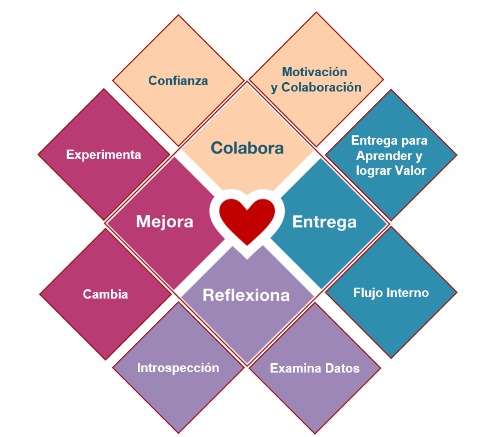 Confianza
Motivación
y Colaboración
Colabora
Experimenta
Entrega para
Aprender y
lograr Valor
Mejora
Entrega
Cambia
Reflexiona
Flujo Interno
Introspección
Examina Datos